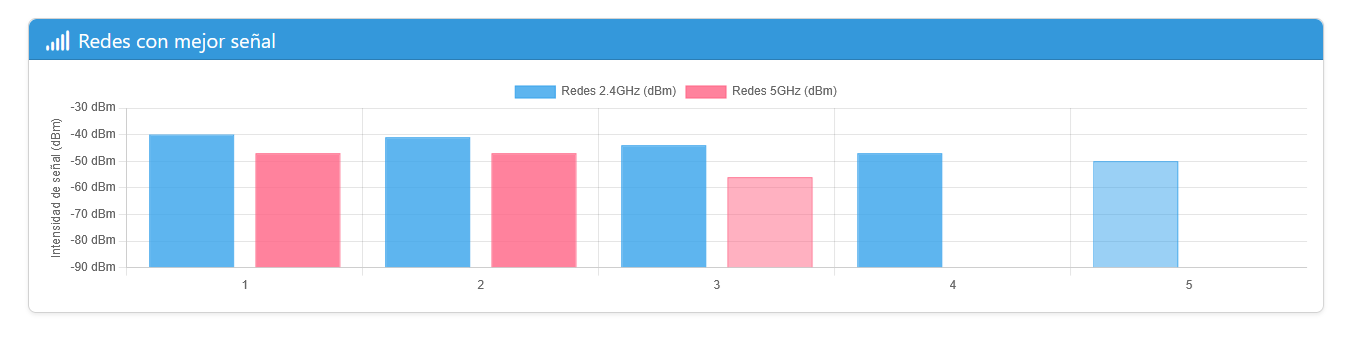 Redes con mejor señal
Redes 2.4GHz (dBm) Redes 5GHz (dBm)
Intensidad de señal (dBm)
-30 dBm
-40 dBm
-50 dBm
-60 dBm
-70 dBm
-80 dBm
-90 dBm
1 2 3 4 5